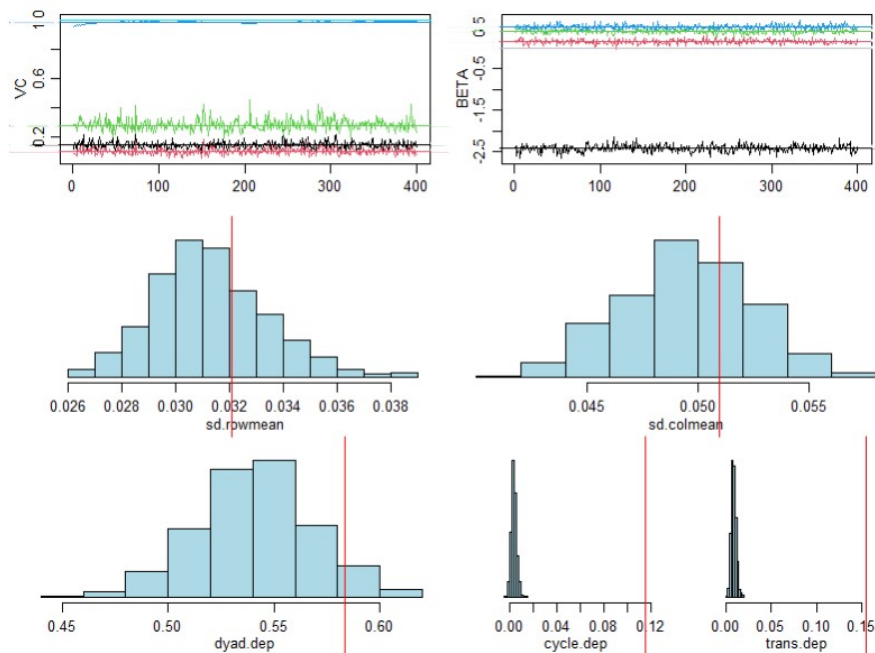 VC
0.2 0.6 1.0
0 100 200 300 400
BETA
-2.5 -1.5 -0.5 0.5
0 100 200 300 400
0.026 0.028 0.030 0.032 0.034 0.036 0.038
sd.rowmean
0.045 0.050 0.055
sd.colmean
0.45 0.50 0.55 0.60
dyad.dep
0.00 0.04 0.08 0.12
cycle.dep
0.00 0.05 0.10 0.15
trans.dep